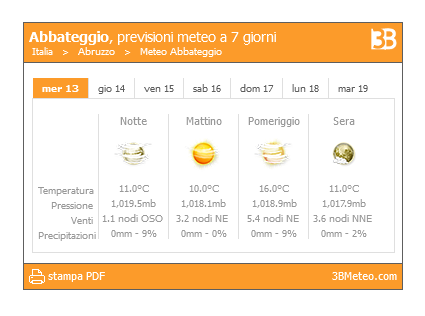 Abbateggio, previsioni meteo a 7 giorni
Italia > Abruzzo > Meteo Abbateggio
3B
mer 13 gio 14 ven 15 sab 16 dom 17 lun 18 mar 19
Notte Mattino Pomeriggio Sera
Temperatura 11.0°C 10.0°C 16.0°C 11.0°C
Pressione 1,019.5mb 1,018.1mb 1,018.9mb 1,017.9mb
Venti 1.1 nodi OSO 3.2 nodi NE 5.4 nodi NE 3.6 nodi NNE
Precipitazioni 0mm - 9% 0mm - 0% 0mm - 9% 0mm - 2%
stampa PDF 3BMeteo.com